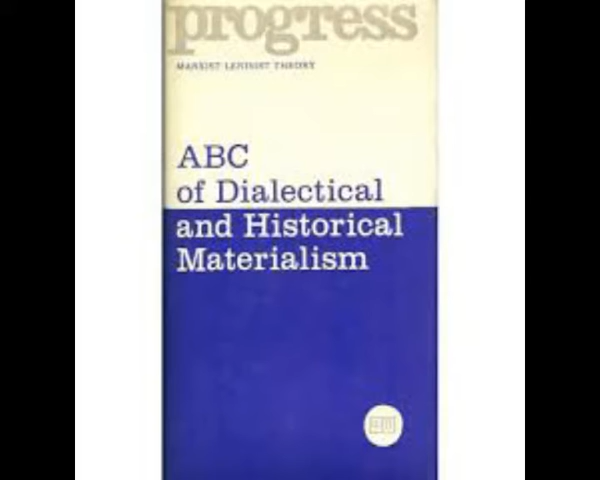 progress
MARXIST-LENINIST THEORY
ABC
of Dialectical
and Historical
Materialism